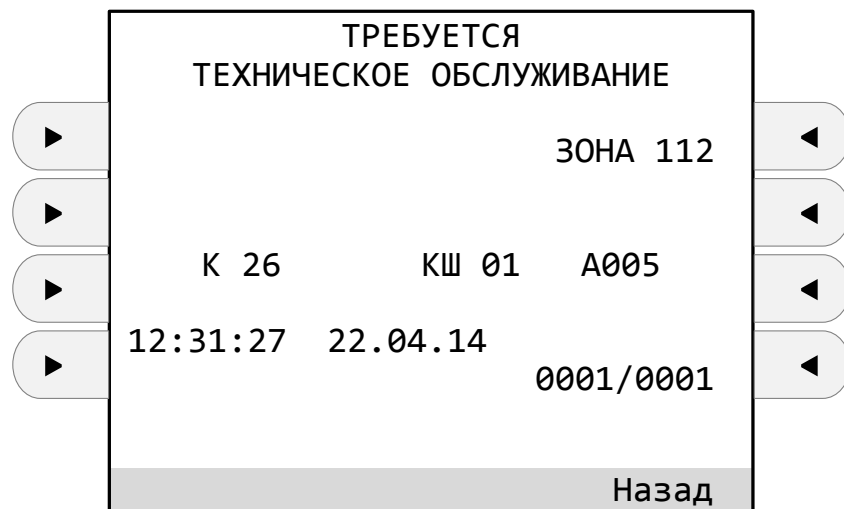 ТРЕБУЕТСЯ
ТЕХНИЧЕСКОЕ ОБСЛУЖИВАНИЕ
ЗОНА 112
К 26 КШ 01 А005
12:31:27 22.04.14
0001/0001
Назад